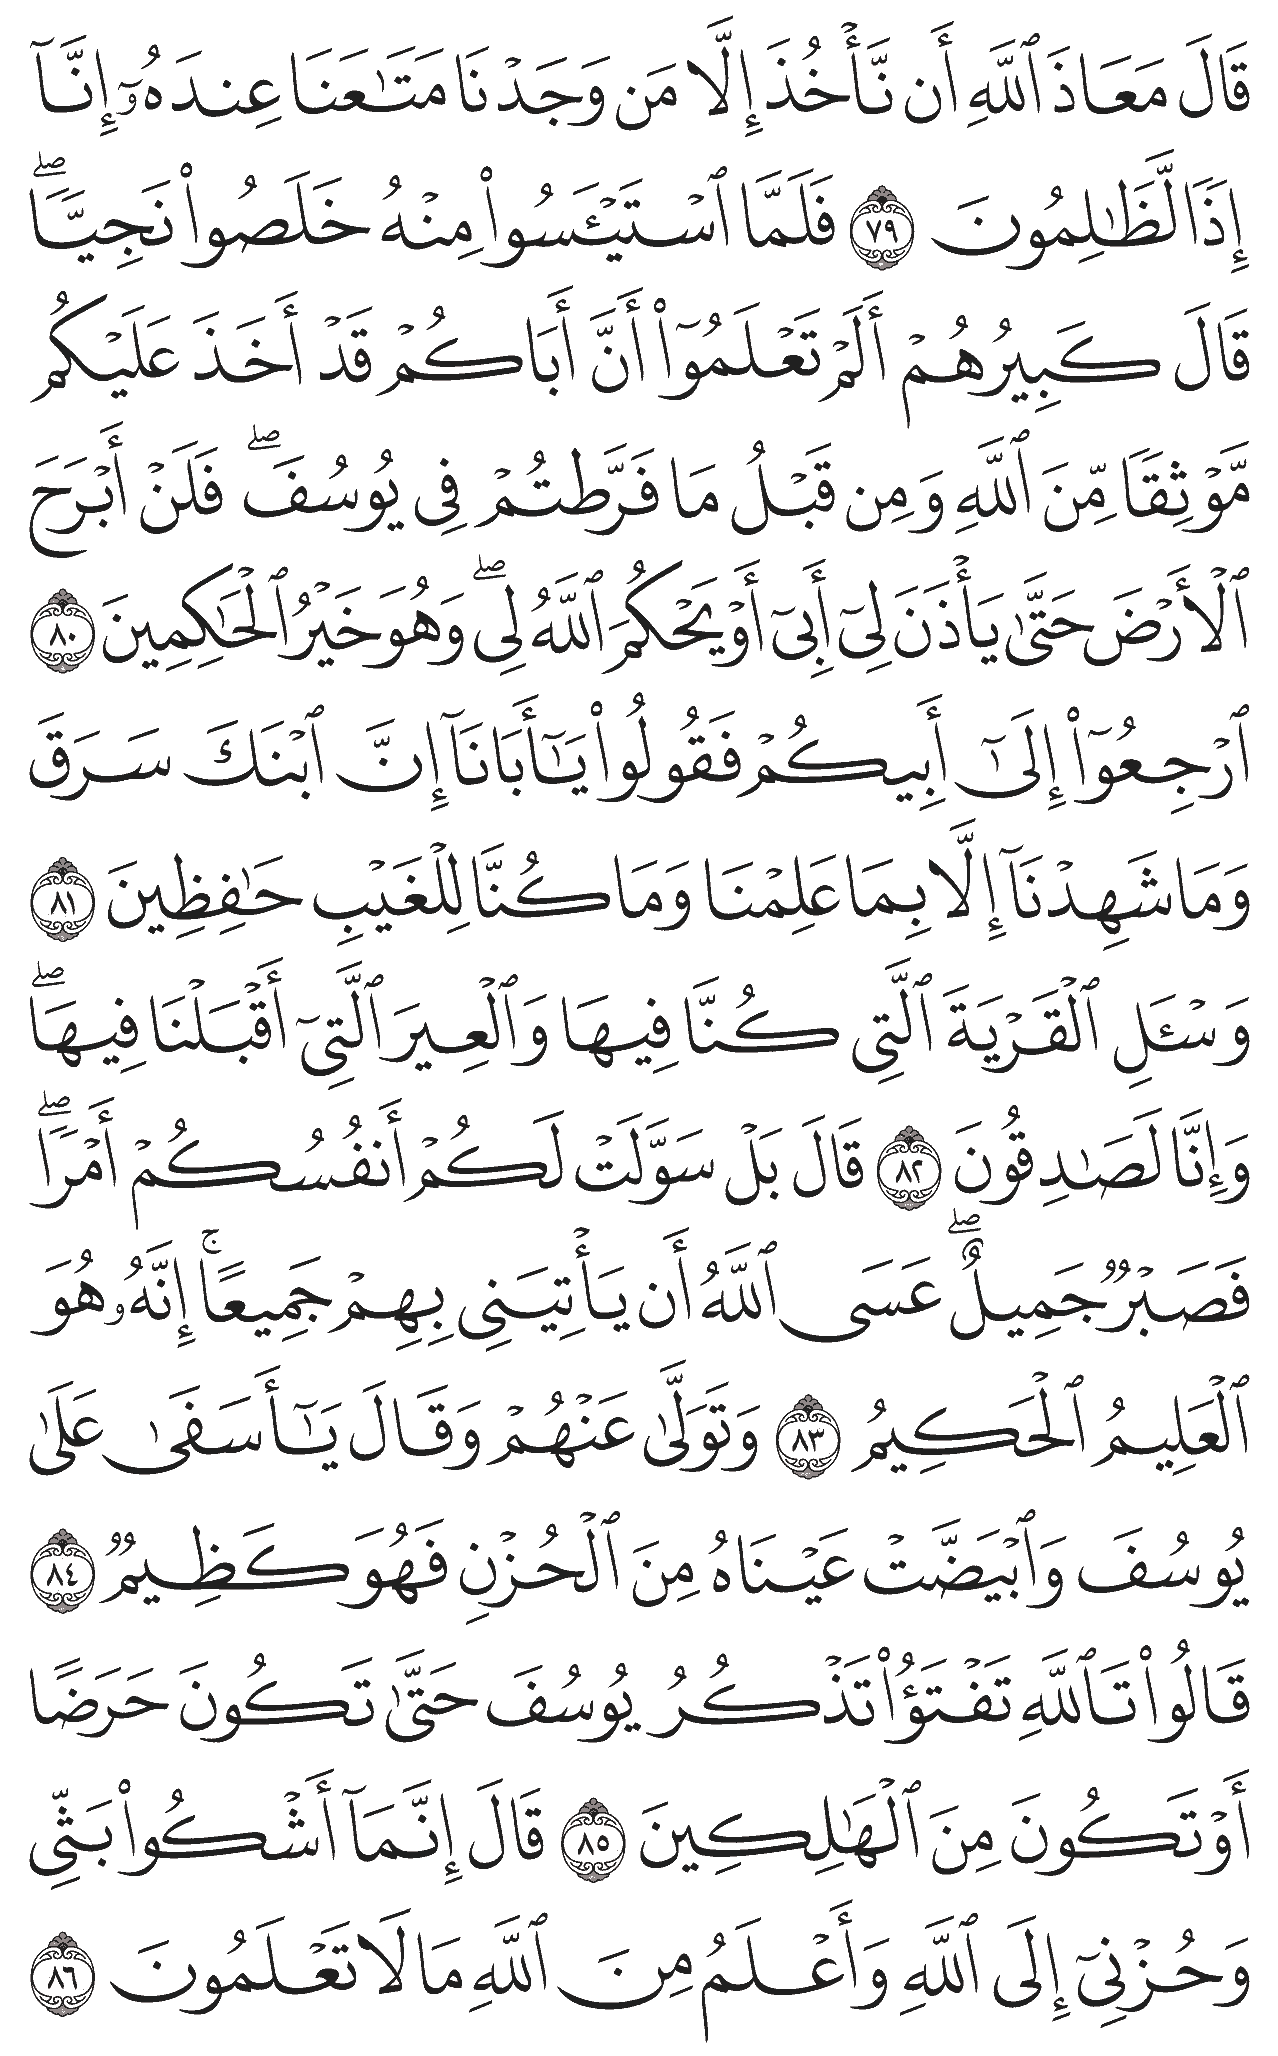 قَالَ مَعَاذَ ٱللَّهِ أَن نَّأۡخُذَ إِلَّا مَن وَجَدۡنَا مَتَٰعَنَا عِندَهُۥٓ إِنَّآ
إِذٗا لَّظَٰلِمُونَ ٧٩ فَلَمَّا ٱسۡتَيۡـَٔسُواْ مِنۡهُ خَلَصُواْ نَجِيّٗاۖ
قَالَ كَبِيرُهُمۡ أَلَمۡ تَعۡلَمُوٓاْ أَنَّ أَبَاكُمۡ قَدۡ أَخَذَ عَلَيۡكُم
مَّوۡثِقٗا مِّنَ ٱللَّهِ وَمِن قَبۡلُ مَا فَرَّطتُمۡ فِي يُوسُفَۖ فَلَنۡ أَبۡرَحَ
ٱلۡأَرۡضَ حَتَّىٰ يَأۡذَنَ لِيٓ أَبِيٓ أَوۡ يَحۡكُمَ ٱللَّهُ لِيۖ وَهُوَ خَيۡرُ ٱلۡحَٰكِمِينَ ٨٠
ٱرۡجِعُوٓاْ إِلَىٰٓ أَبِيكُمۡ فَقُولُواْ يَٰٓأَبَانَآ إِنَّ ٱبۡنَكَ سَرَقَ
وَمَا شَهِدۡنَآ إِلَّا بِمَا عَلِمۡنَا وَمَا كُنَّا لِلۡغَيۡبِ حَٰفِظِينَ ٨١
وَسۡـَٔلِ ٱلۡقَرۡيَةَ ٱلَّتِي كُنَّا فِيهَا وَٱلۡعِيرَ ٱلَّتِيٓ أَقۡبَلۡنَا فِيهَاۖ
وَإِنَّا لَصَٰدِقُونَ ٨٢ قَالَ بَلۡ سَوَّلَتۡ لَكُمۡ أَنفُسُكُمۡ أَمۡرٗاۖ
فَصَبۡرٞ جَمِيلٌۖ عَسَى ٱللَّهُ أَن يَأۡتِيَنِي بِهِمۡ جَمِيعًاۚ إِنَّهُۥ هُوَ
ٱلۡعَلِيمُ ٱلۡحَكِيمُ ٨٣ وَتَوَلَّىٰ عَنۡهُمۡ وَقَالَ يَٰٓأَسَفَىٰ عَلَىٰ
يُوسُفَ وَٱبۡيَضَّتۡ عَيۡنَاهُ مِنَ ٱلۡحُزۡنِ فَهُوَ كَظِيمٞ ٨٤
قَالُواْ تَٱللَّهِ تَفۡتَؤُاْ تَذۡكُرُ يُوسُفَ حَتَّىٰ تَكُونَ حَرَضًا
أَوۡ تَكُونَ مِنَ ٱلۡهَٰلِكِينَ ٨٥ قَالَ إِنَّمَآ أَشۡكُواْ بَثِّي
وَحُزۡنِيٓ إِلَى ٱللَّهِ وَأَعۡلَمُ مِنَ ٱللَّهِ مَا لَا تَعۡلَمُونَ ٨٦